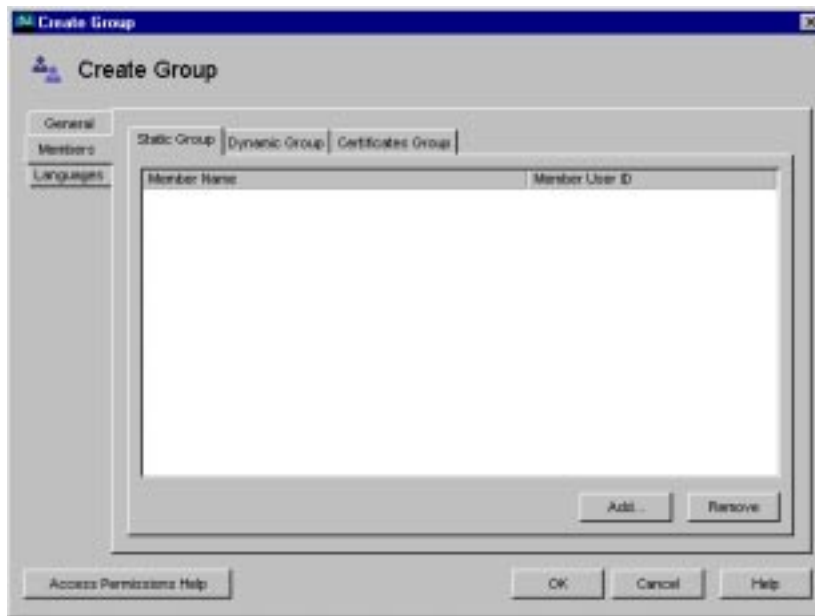 Create Group
Create Group
General
Members
Languages
Static Group Dynamic Group Certificates Group
Member Name Member User ID
Add... Remove
Access Permissions Help OK Cancel Help